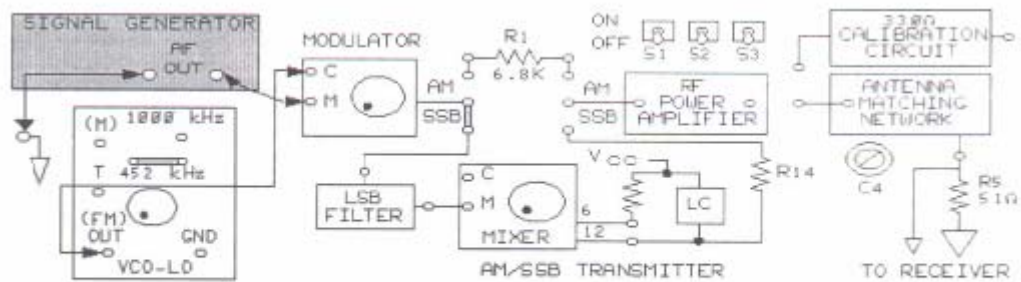 SIGNAL GENERATOR
AF
OUT
MODULATOR
C
M
AM
SSB
R1
6.8K
ON
OFF
S1 S2 S3
AM
SSB
RF
POWER
AMPLIFIER
330Ω
CALIBRATION
CIRCUIT
ANTENNA
MATCHING
NETWORK
C4
R5
51Ω
TO RECEIVER
(M)
1000 kHz
T
452 kHz
(FM)
OUT
GND
VCO-LO
LSB
FILTER
C
M
MIXER
6
12
V
LC
R14
AM/SSB TRANSMITTER